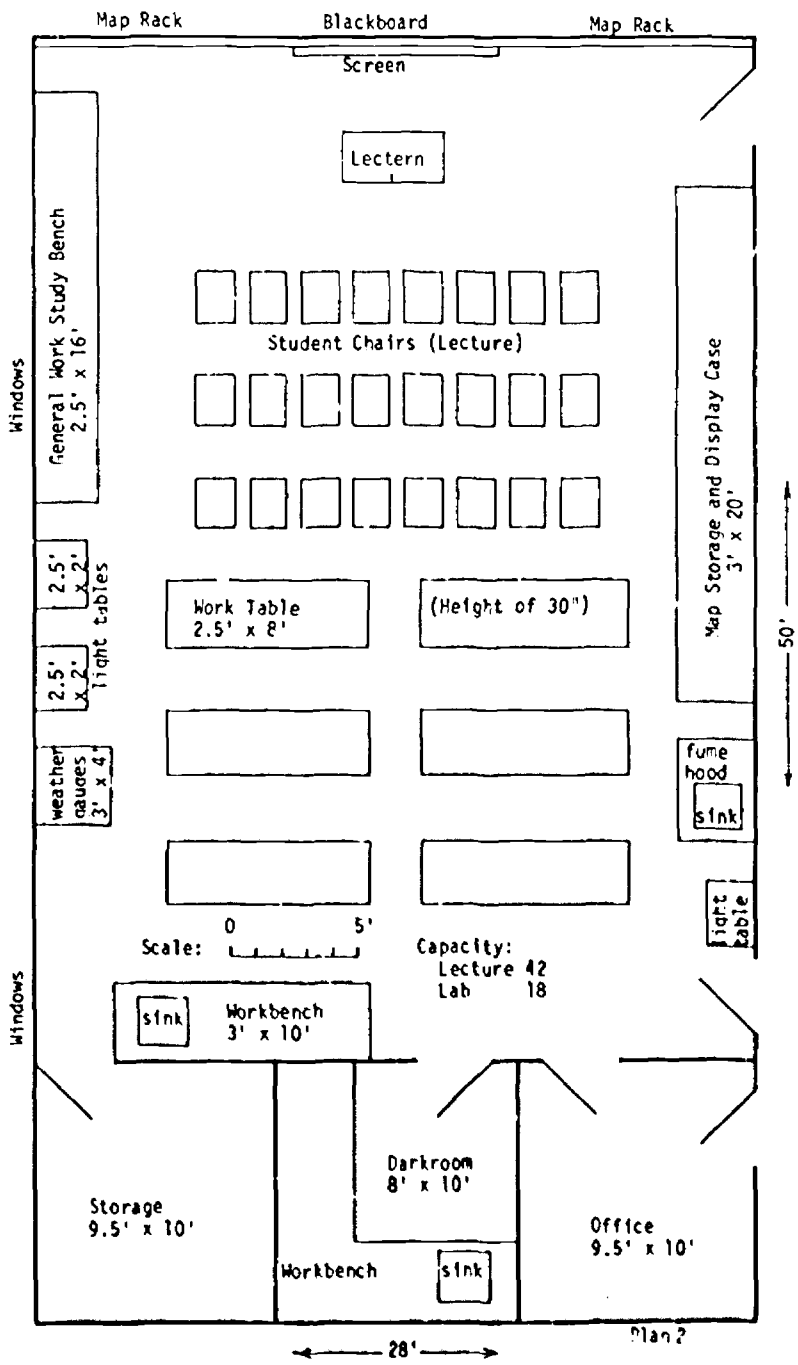 Map Rack
Blackboard
Map Rack
Screen
Lectern
General Work Study Bench
2.5' x 16'
Windows
Student Chairs (Lecture)
Map Storage and Display Case
3' x 20'
2.5'
x 2'
2.5'
x 2'
light tables
Work Table
2.5' x 8'
(Height of 30")
50'
weather
gauges
3' x 4'
fume
hood
sink
light
table
0 5'
Scale:
Capacity:
Lecture 42
Lab 18
Windows
sink
Workbench
3' x 10'
Darkroom
8' x 10'
Storage
9.5' x 10'
Office
9.5' x 10'
Workbench
sink
Plan 2
28'